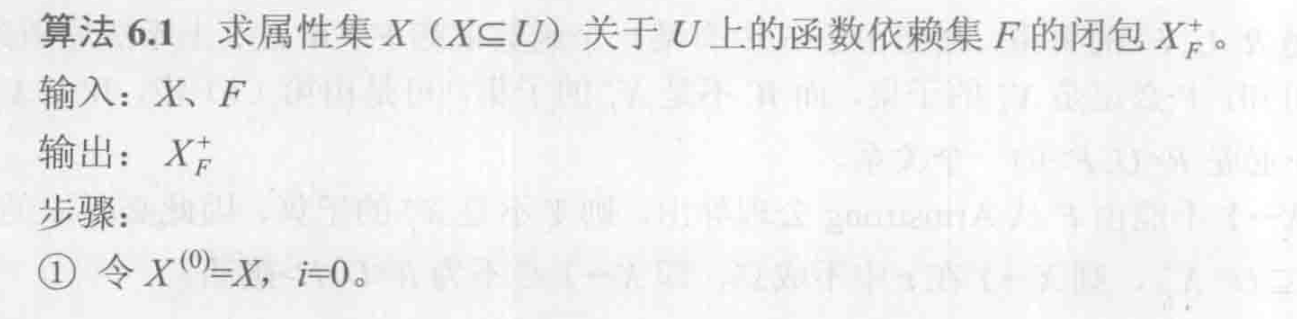 算法 6.1 求属性集 X（X⊆U）关于 U 上的函数依赖集 F 的闭包 X_F^+。
输入：X、F
输出： X_F^+
步骤：
① 令 X^(0)=X，i=0。